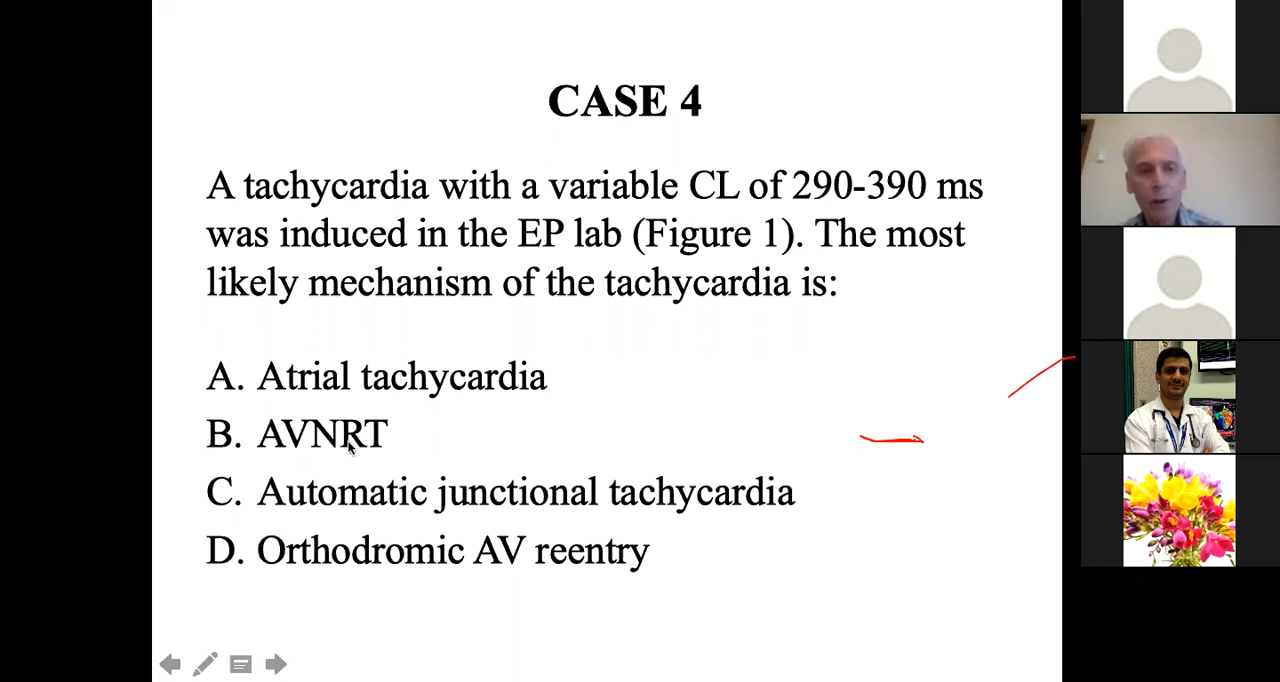 CASE 4
A tachycardia with a variable CL of 290-390 ms
was induced in the EP lab (Figure 1). The most
likely mechanism of the tachycardia is:
A. Atrial tachycardia
B. AVNRT
C. Automatic junctional tachycardia
D. Orthodromic AV reentry